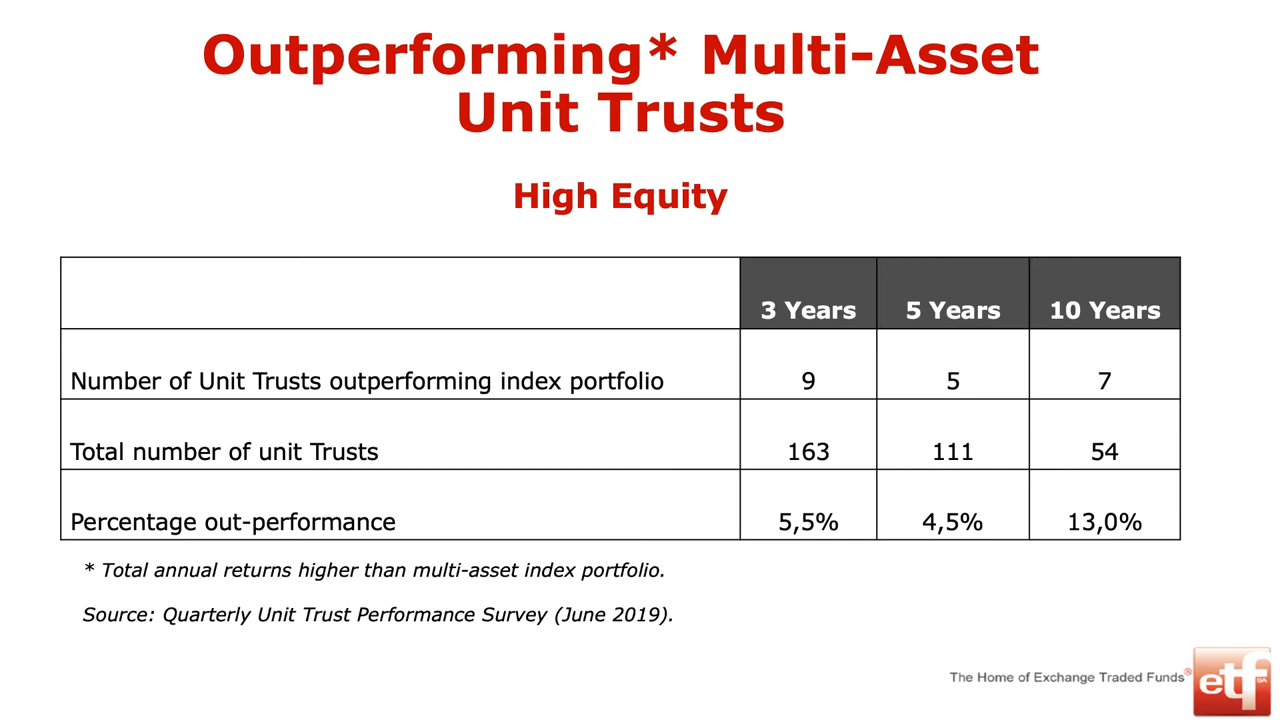 Outperforming* Multi-Asset
Unit Trusts
High Equity
3 Years 5 Years 10 Years
Number of Unit Trusts outperforming index portfolio 9 5 7
Total number of unit Trusts 163 111 54
Percentage out-performance 5,5% 4,5% 13,0%
* Total annual returns higher than multi-asset index portfolio.
Source: Quarterly Unit Trust Performance Survey (June 2019).
The Home of Exchange Traded Funds® etf SA